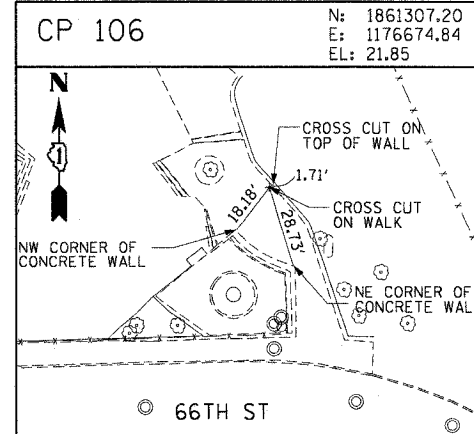 CP 106
N: 1861307.20
E: 1176674.84
EL: 21.85
N
1
CROSS CUT ON
TOP OF WALL
1.71'
18.18'
CROSS CUT
ON WALK
28.73'
NW CORNER OF
CONCRETE WALL
NE CORNER OF
CONCRETE WAL
66TH ST